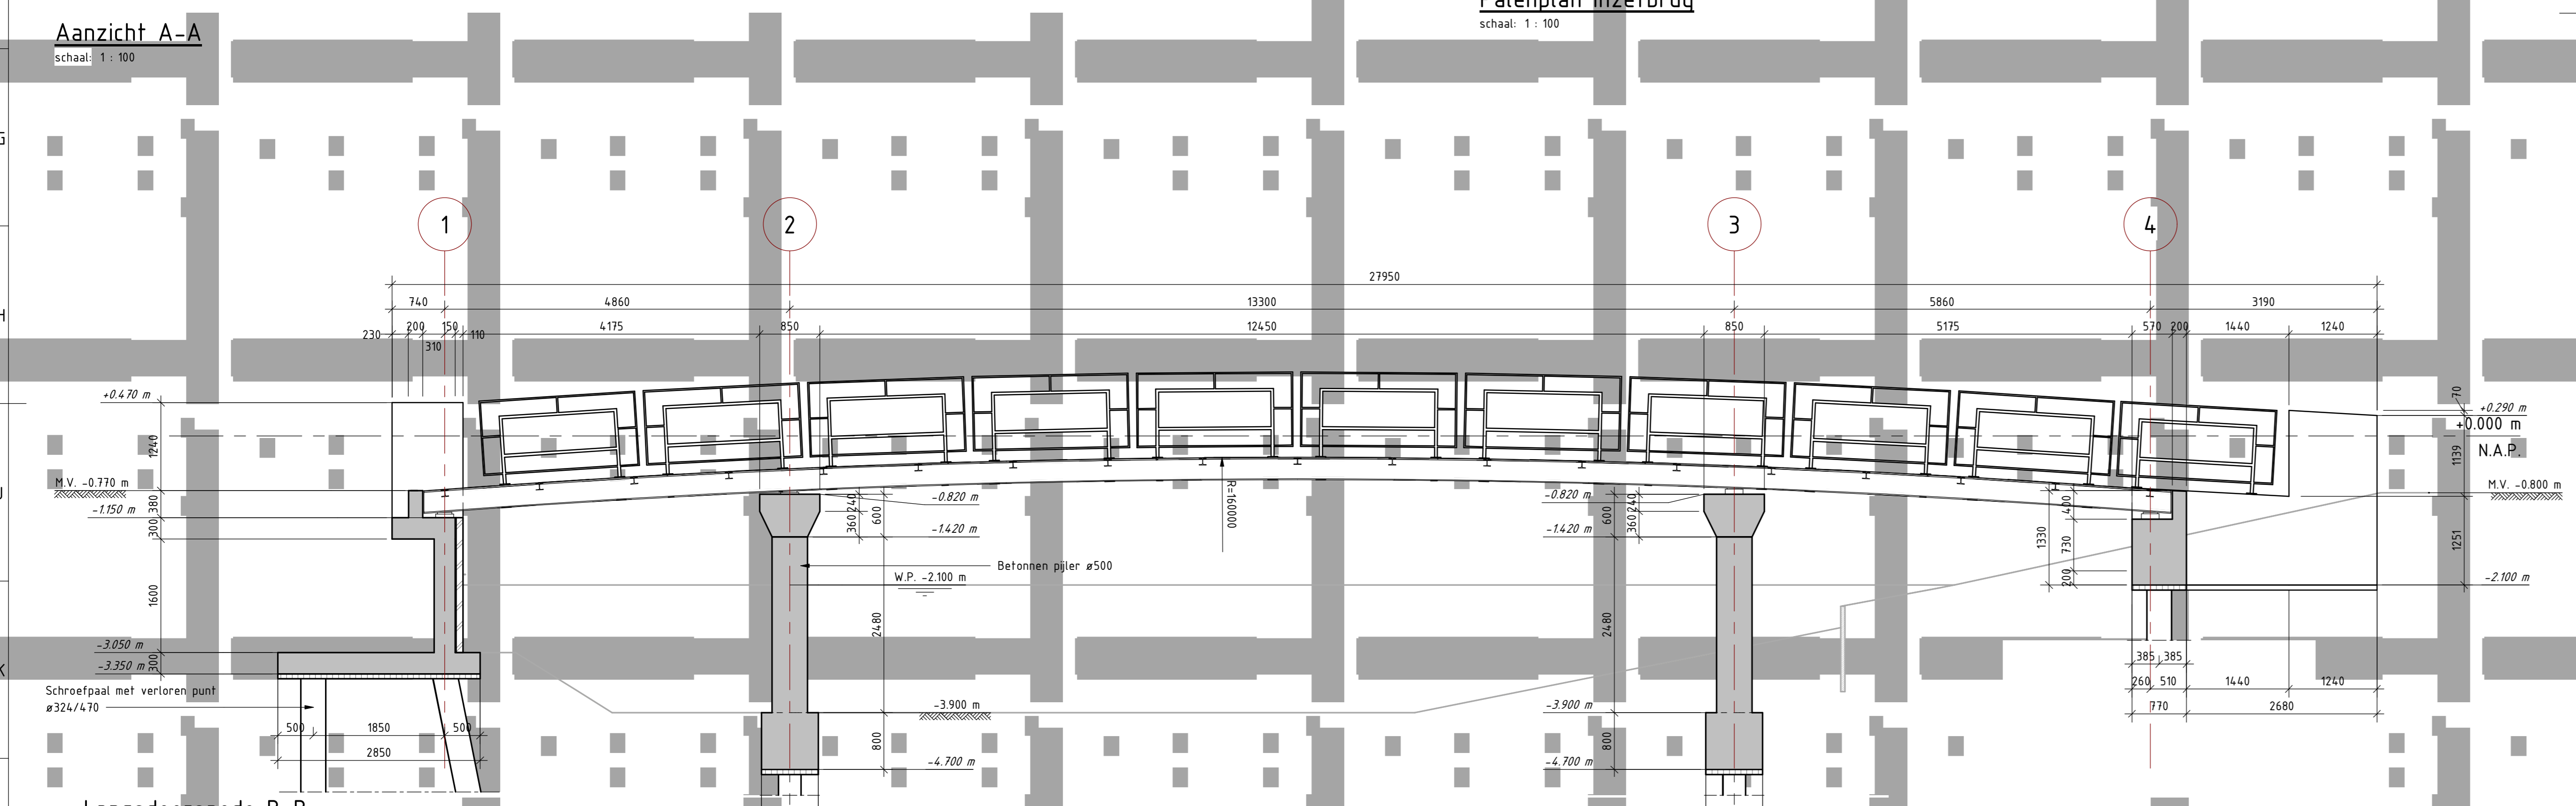 Palenplan Inzetbrug
schaal: 1 : 100
Aanzicht A-A
schaal: 1 : 100
G
1
2
3
4
27950
H
740
4860
13300
5860
3190
230
200
310
150
110
4175
850
12450
850
5175
570
200
1440
1240
+0.470 m
1240
M.V. -0.770 m
380
-1.150 m
300
1600
-3.050 m
-3.350 m
300
Schroefpaal met verloren punt
ø324/470
500
1850
500
2850
240
360
600
-0.820 m
-1.420 m
Betonnen pijler ø500
W.P. -2.100 m
2480
-3.900 m
800
-4.700 m
R=160000
-0.820 m
240
360
600
-1.420 m
2480
-3.900 m
800
-4.700 m
70
+0.290 m
+0.000 m
N.A.P.
1139
M.V. -0.800 m
1251
-2.100 m
400
1330
730
200
385
385
260
510
1440
1240
770
2680
J
K